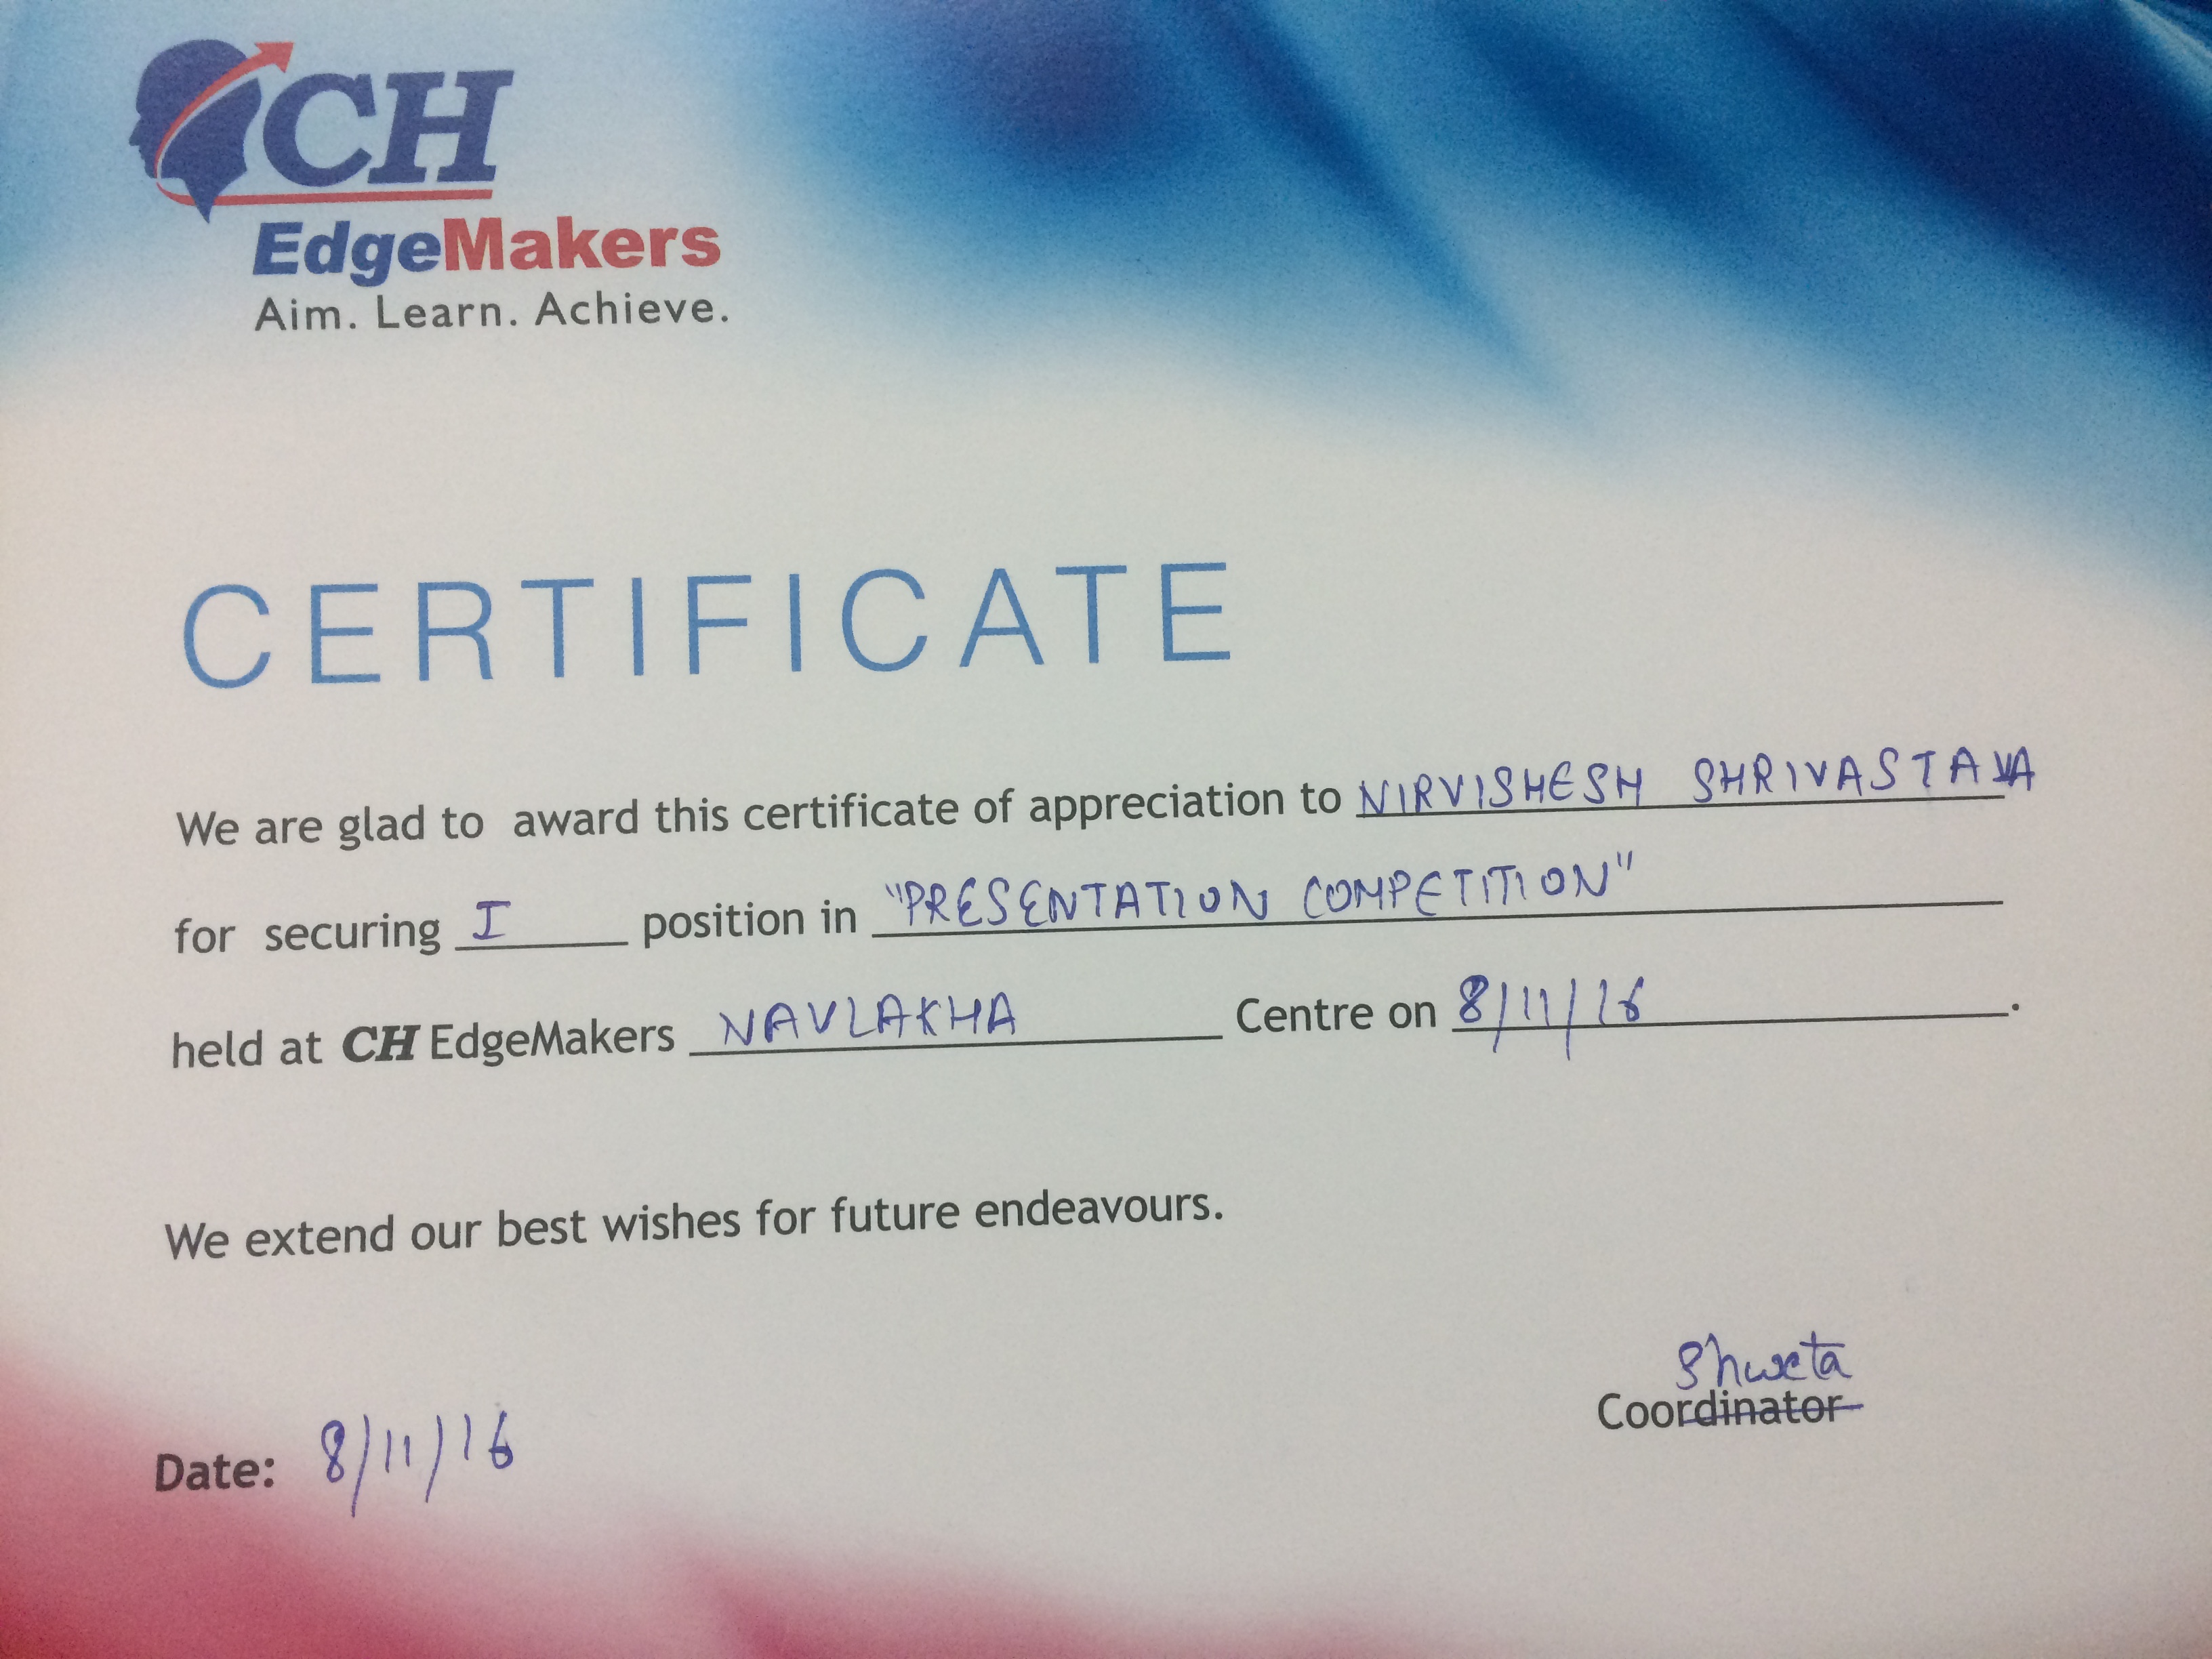 CH
EdgeMakers
Aim. Learn. Achieve.
CERTIFICATE
We are glad to award this certificate of appreciation to NIRVISHESH SHRIVASTAVA
for securing I position in "PRESENTATION COMPETITION"
held at CH EdgeMakers NAVLAKHA Centre on 8/11/16.
We extend our best wishes for future endeavours.
Shweta
Coordinator
Date: 8/11/16